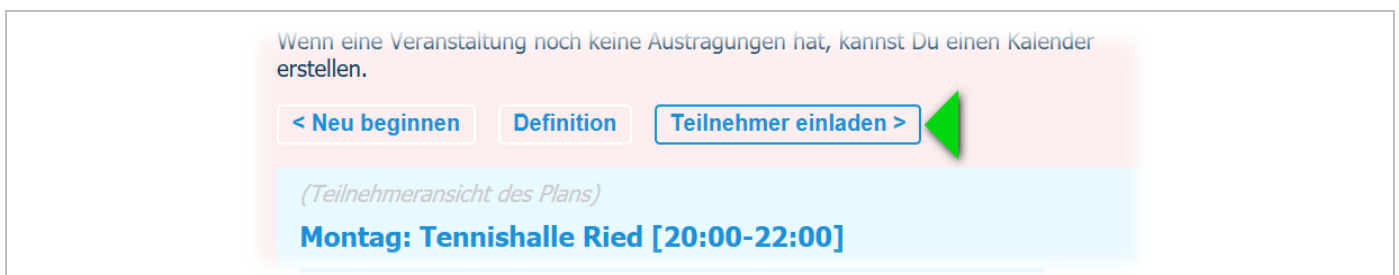 Wenn eine Veranstaltung noch keine Austragungen hat, kannst Du einen Kalender
erstellen.
< Neu beginnen Definition Teilnehmer einladen >
(Teilnehmeransicht des Plans)
Montag: Tennishalle Ried [20:00-22:00]